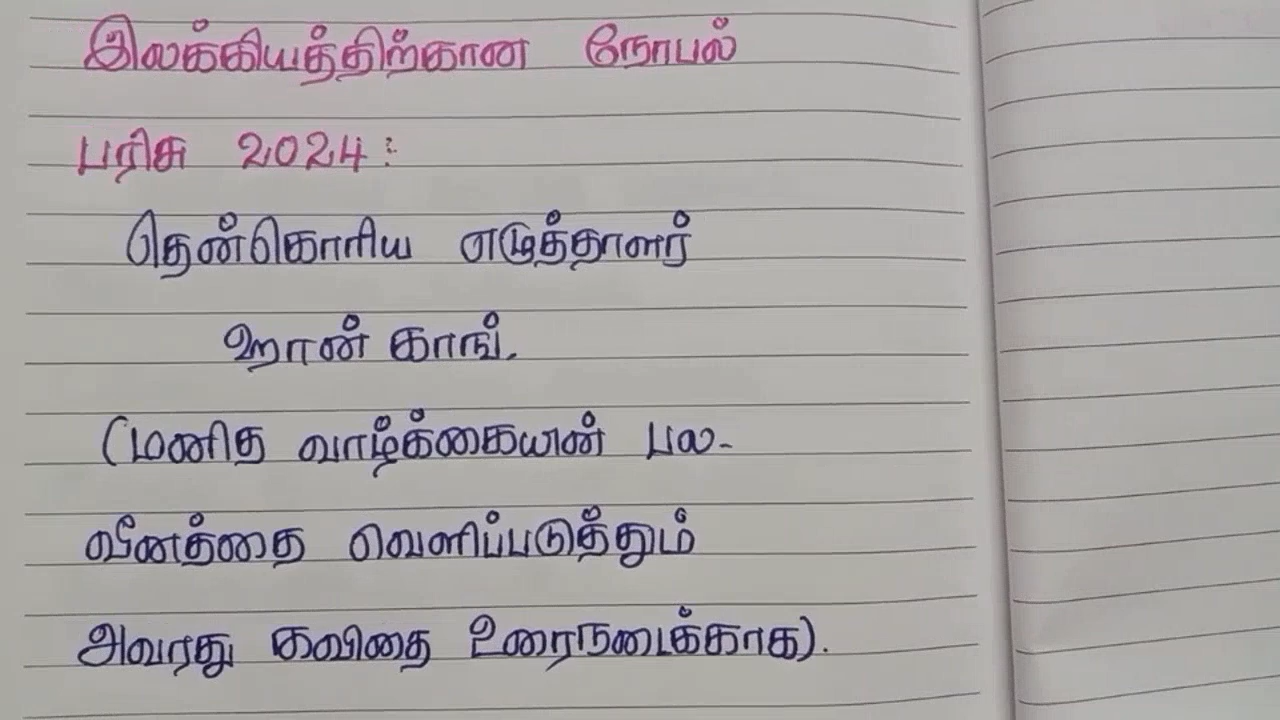 இலக்கியத்திற்கான நோபல்
பரிசு 2024:
தென்கொரிய எழுத்தாளர்
ஹான் காங்.
(மனித வாழ்க்கையின் பல-
வீனத்தை வெளிப்படுத்தும்
அவரது கவிதை உரைநடைக்காக).